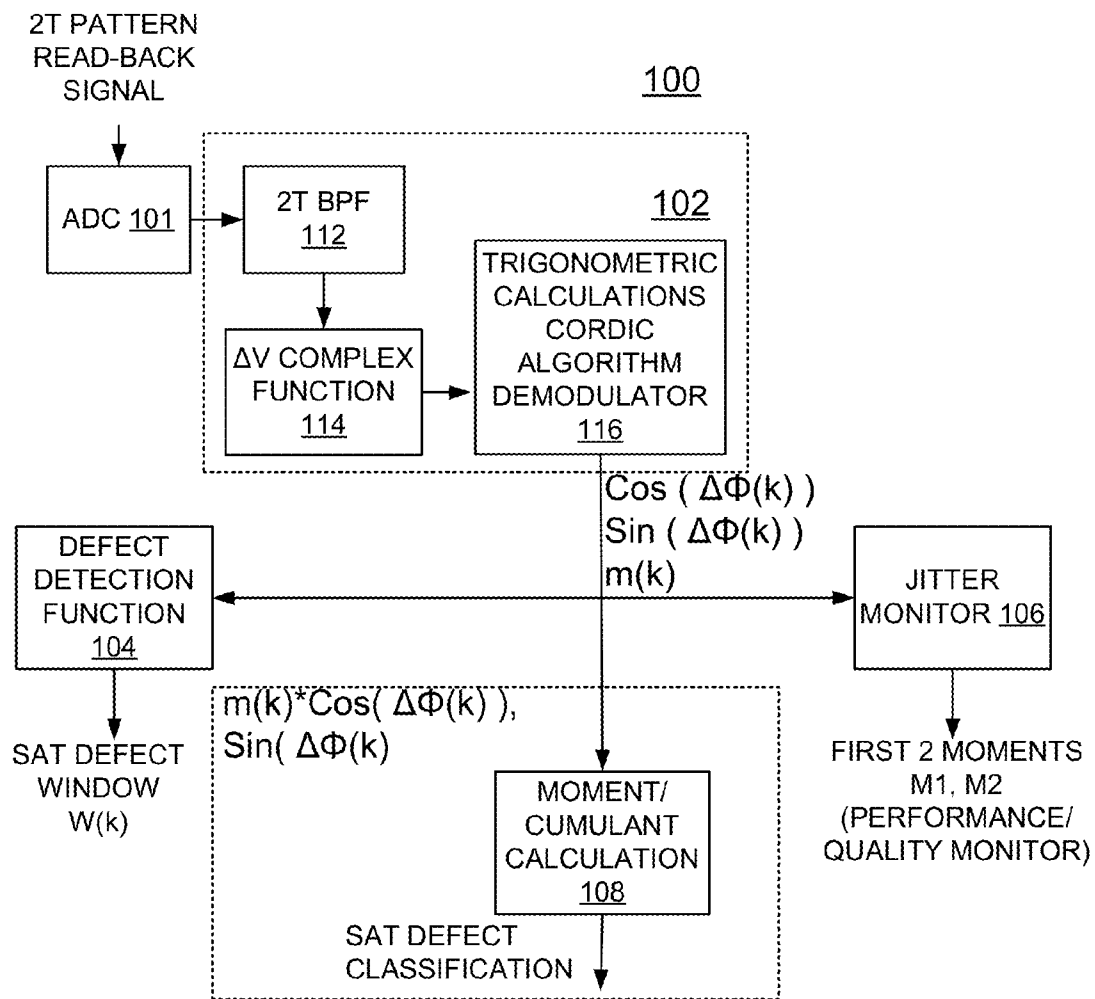 2T PATTERN
READ-BACK
SIGNAL
100
ADC 101
2T BPF
112
102
TRIGONOMETRIC
CALCULATIONS
CORDIC
ALGORITHM
DEMODULATOR
116
ΔV COMPLEX
FUNCTION
114
Cos ( ΔΦ(k) )
Sin ( ΔΦ(k) )
m(k)
DEFECT
DETECTION
FUNCTION
104
JITTER
MONITOR 106
SAT DEFECT
WINDOW
W(k)
m(k)*Cos( ΔΦ(k) ),
Sin( ΔΦ(k)
MOMENT/
CUMULANT
CALCULATION
108
FIRST 2 MOMENTS
M1, M2
(PERFORMANCE/
QUALITY MONITOR)
SAT DEFECT
CLASSIFICATION